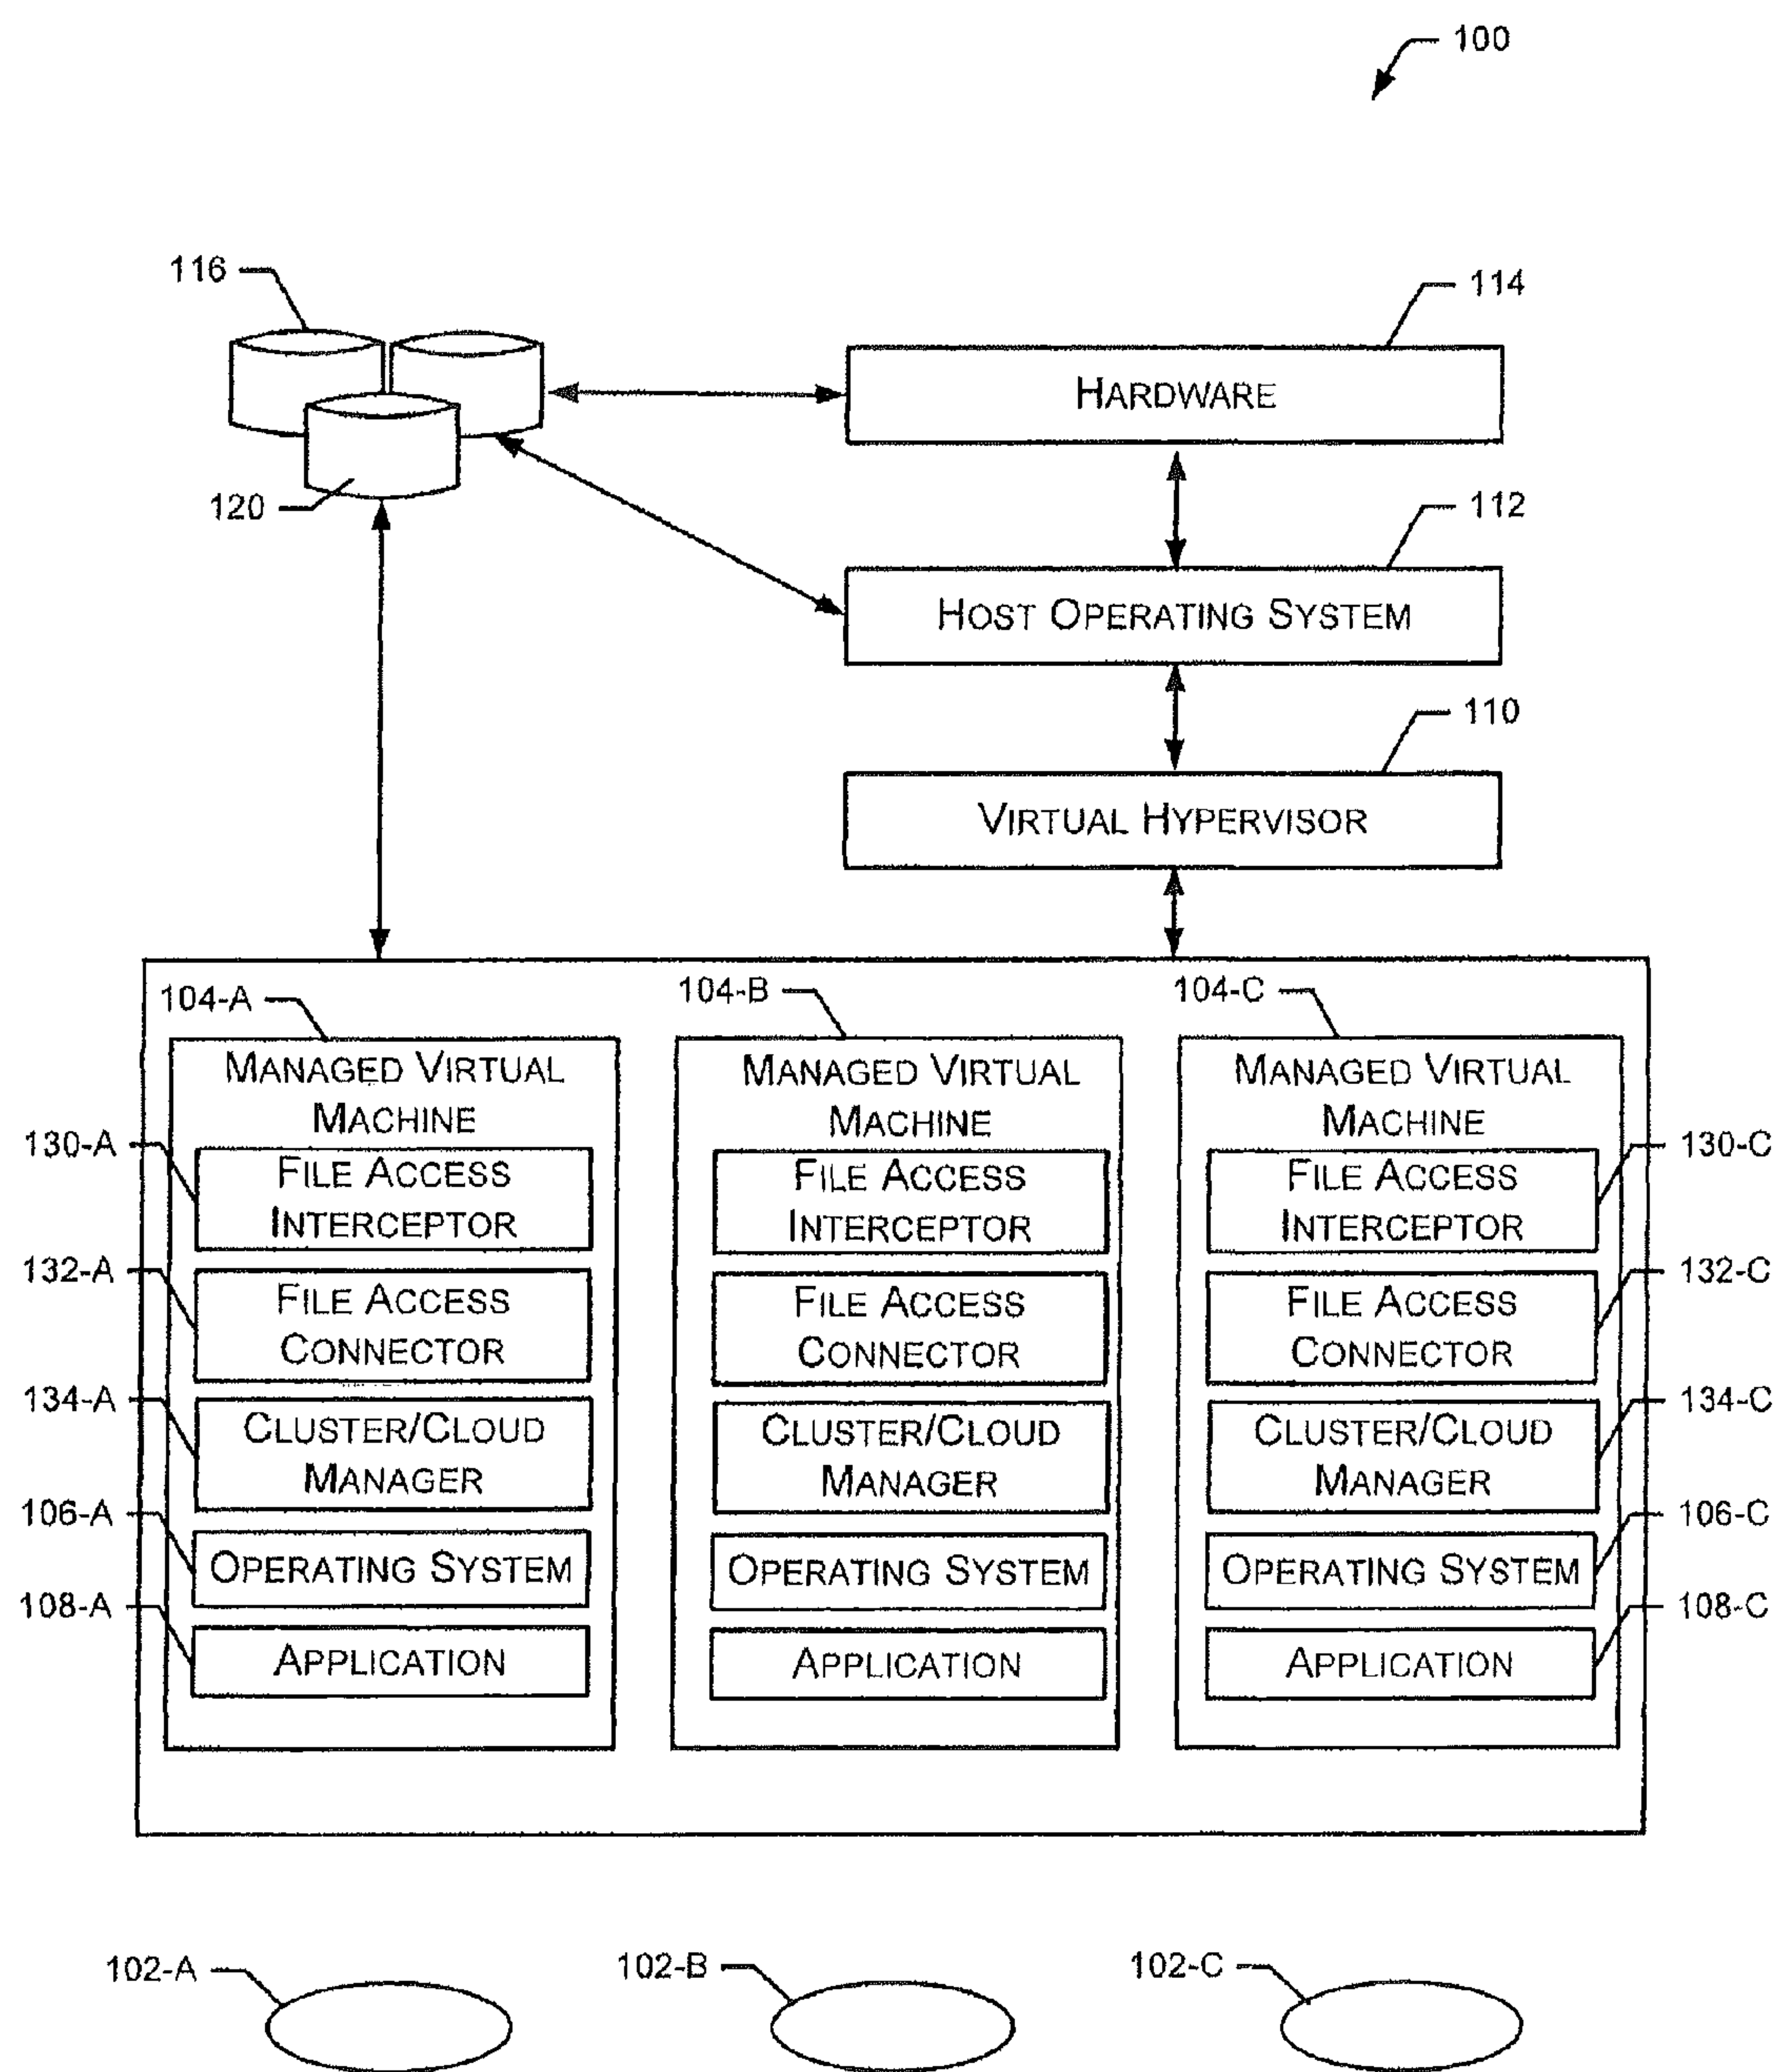 100
116
114
HARDWARE
120
112
HOST OPERATING SYSTEM
110
VIRTUAL HYPERVISOR
104-A
104-B
104-C
MANAGED VIRTUAL
MACHINE
MANAGED VIRTUAL
MACHINE
MANAGED VIRTUAL
MACHINE
130-A
FILE ACCESS
INTERCEPTOR
FILE ACCESS
INTERCEPTOR
FILE ACCESS
INTERCEPTOR
130-C
132-A
FILE ACCESS
CONNECTOR
FILE ACCESS
CONNECTOR
FILE ACCESS
CONNECTOR
132-C
134-A
CLUSTER/CLOUD
MANAGER
CLUSTER/CLOUD
MANAGER
CLUSTER/CLOUD
MANAGER
134-C
106-A
OPERATING SYSTEM
OPERATING SYSTEM
OPERATING SYSTEM
106-C
108-A
APPLICATION
APPLICATION
APPLICATION
108-C
102-A
102-B
102-C